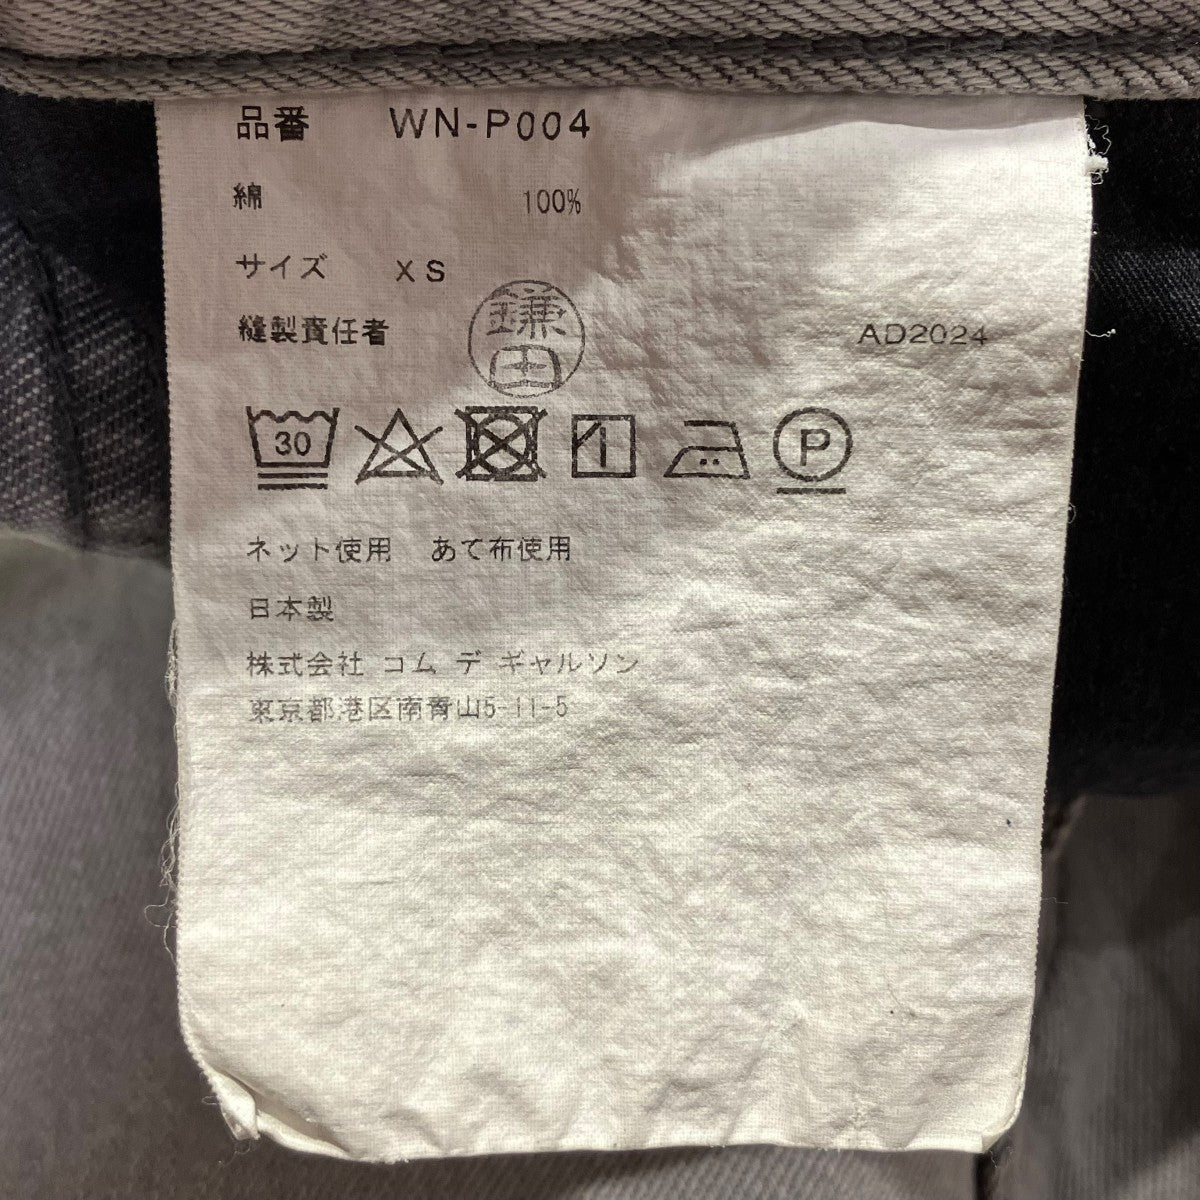 品番 WN-P004
綿 100%
サイズ XS
縫製責任者 鎌田 AD2024
30 P
ネット使用 あて布使用
日本製
株式会社 コム デ ギャルソン
東京都港区南青山5-11-5